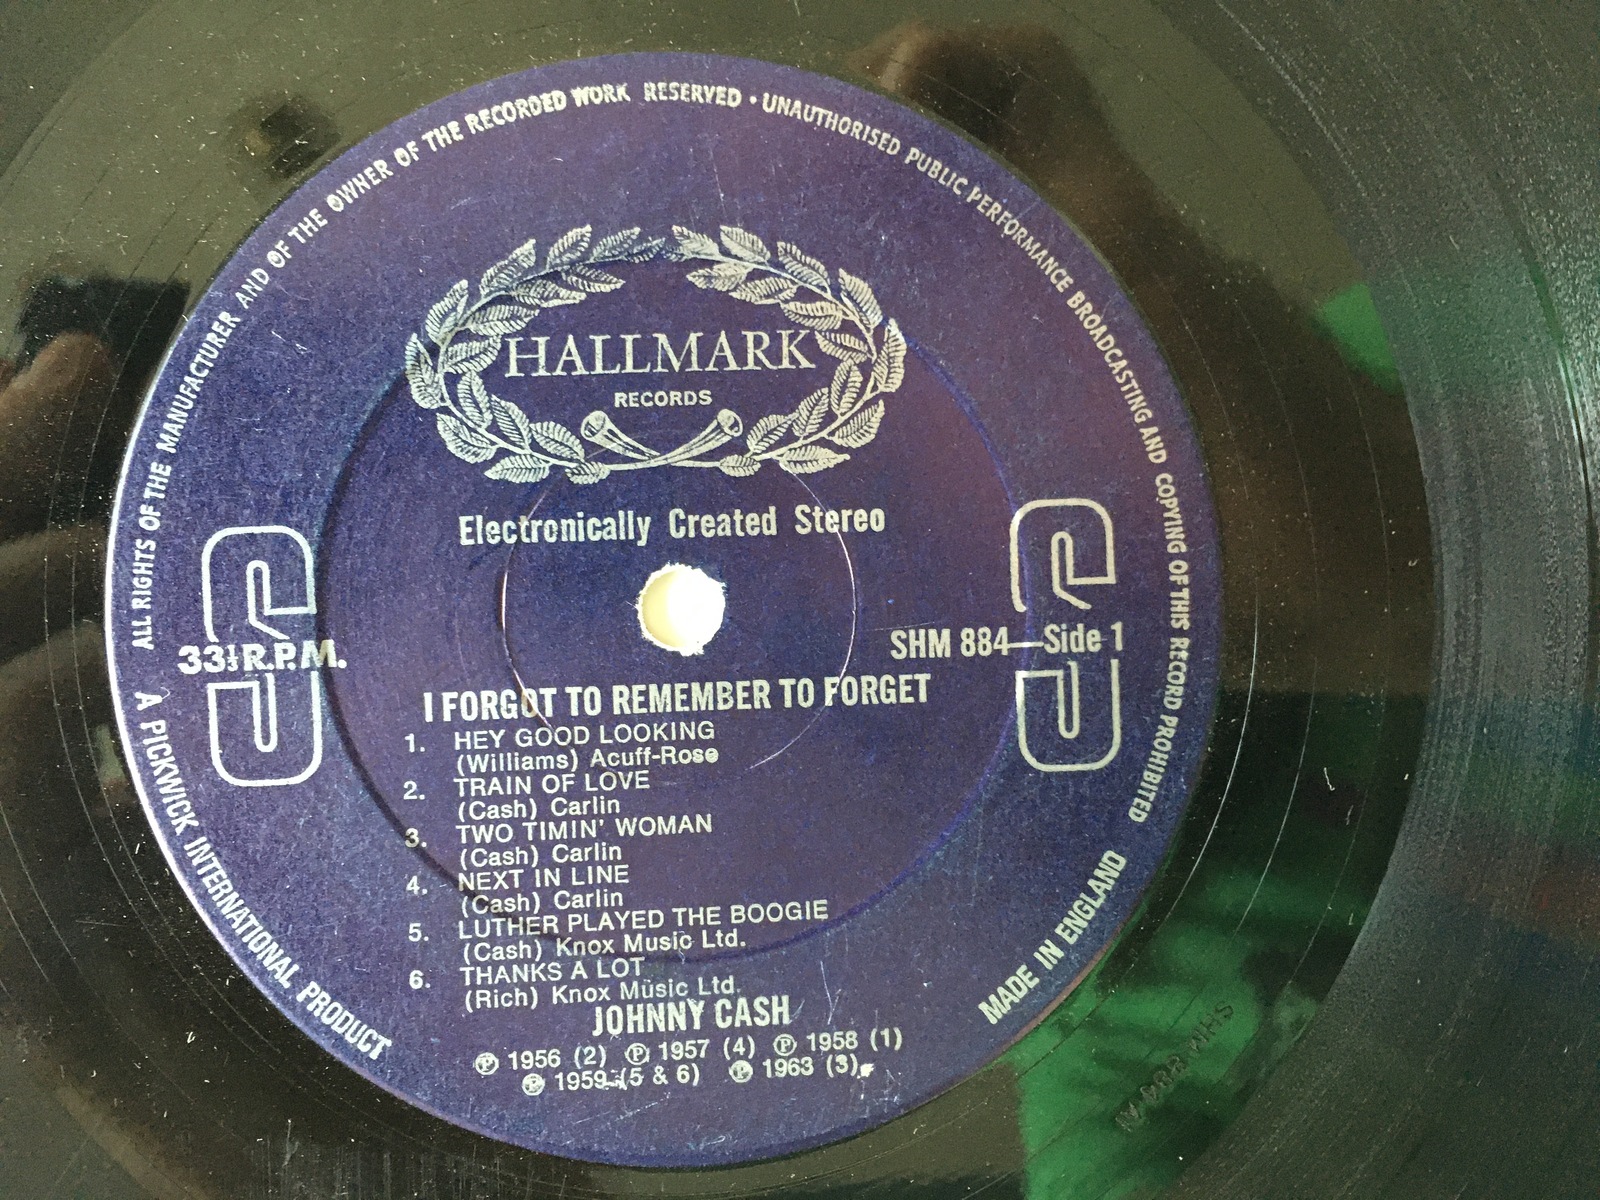 ALL RIGHTS OF THE MANUFACTURER AND OF THE OWNER OF THE RECORDED WORK RESERVED • UNAUTHORISED PUBLIC PERFORMANCE BROADCASTING AND COPYING OF THIS RECORD PROHIBITED
HALLMARK
RECORDS
Electronically Created Stereo
33⅓ R.P.M.
SHM 884—Side 1
I FORGOT TO REMEMBER TO FORGET
1. HEY GOOD LOOKING
(Williams) Acuff-Rose
2. TRAIN OF LOVE
(Cash) Carlin
3. TWO TIMIN' WOMAN
(Cash) Carlin
4. NEXT IN LINE
(Cash) Carlin
5. LUTHER PLAYED THE BOOGIE
(Cash) Knox Music Ltd.
6. THANKS A LOT
(Rich) Knox Music Ltd.
JOHNNY CASH
℗ 1956 (2) ℗ 1957 (4) ℗ 1958 (1)
℗ 1959 (5 & 6) ℗ 1963 (3)
A PICKWICK INTERNATIONAL PRODUCT
MADE IN ENGLAND
SHM 884 A